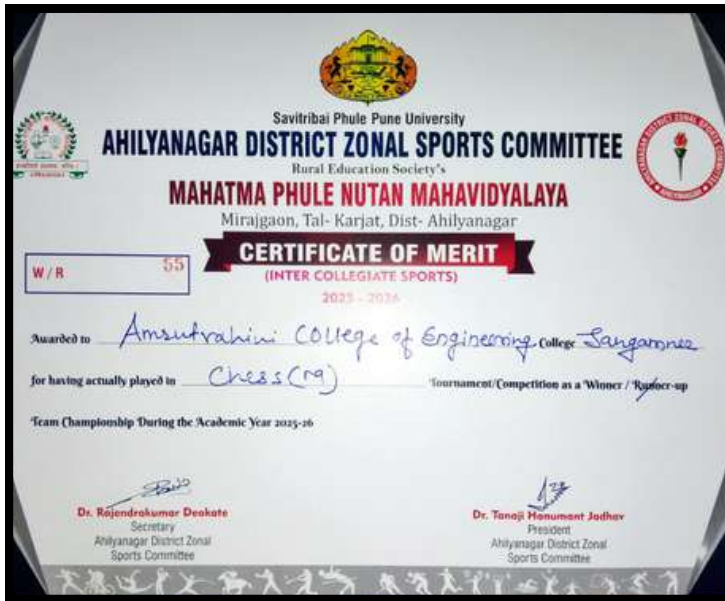 Savitribai Phule Pune University
AHILYANAGAR DISTRICT ZONAL SPORTS COMMITTEE
Rural Education Society's
MAHATMA PHULE NUTAN MAHAVIDYALAYA
Mirajgaon, Tal- Karjat, Dist- Ahilyanagar
CERTIFICATE OF MERIT
(INTER COLLEGIATE SPORTS)
W / R 55
2025 - 2026
Awarded to Amrutvahini College of Engineering College Sangamner
for having actually played in Chess (M) Tournament/Competition as a Winner / Runner-up
Team Championship During the Academic Year 2025-26
Dr. Rajendrakumar Deokate
Secretary
Ahilyanagar District Zonal
Sports Committee
Dr. Tanaji Hanumant Jadhav
President
Ahilyanagar District Zonal
Sports Committee